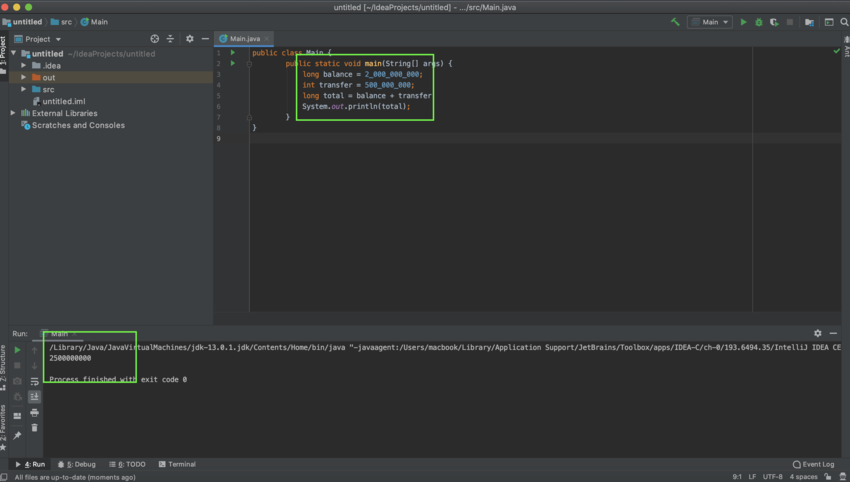 untitled [~/IdeaProjects/untitled] - .../src/Main.java
untitled src Main
Main
1: Project
Project
Main.java
Ant
untitled ~/IdeaProjects/untitled
.idea
out
src
untitled.iml
External Libraries
Scratches and Consoles
1 public class Main {
2 public static void main(String[] args) {
3 long balance = 2_000_000_000;
4 int transfer = 500_000_000;
5 long total = balance + transfer
6 System.out.println(total);
7 }
8 }
9
Run: Main
/Library/Java/JavaVirtualMachines/jdk-13.0.1.jdk/Contents/Home/bin/java "-javaagent:/Users/macbook/Library/Application Support/JetBrains/Toolbox/apps/IDEA-C/ch-0/193.6494.35/IntelliJ IDEA CE
2500000000
Process finished with exit code 0
7: Structure
2: Favorites
4: Run 5: Debug 6: TODO Terminal Event Log
All files are up-to-date (moments ago) 9:1 LF UTF-8 4 spaces